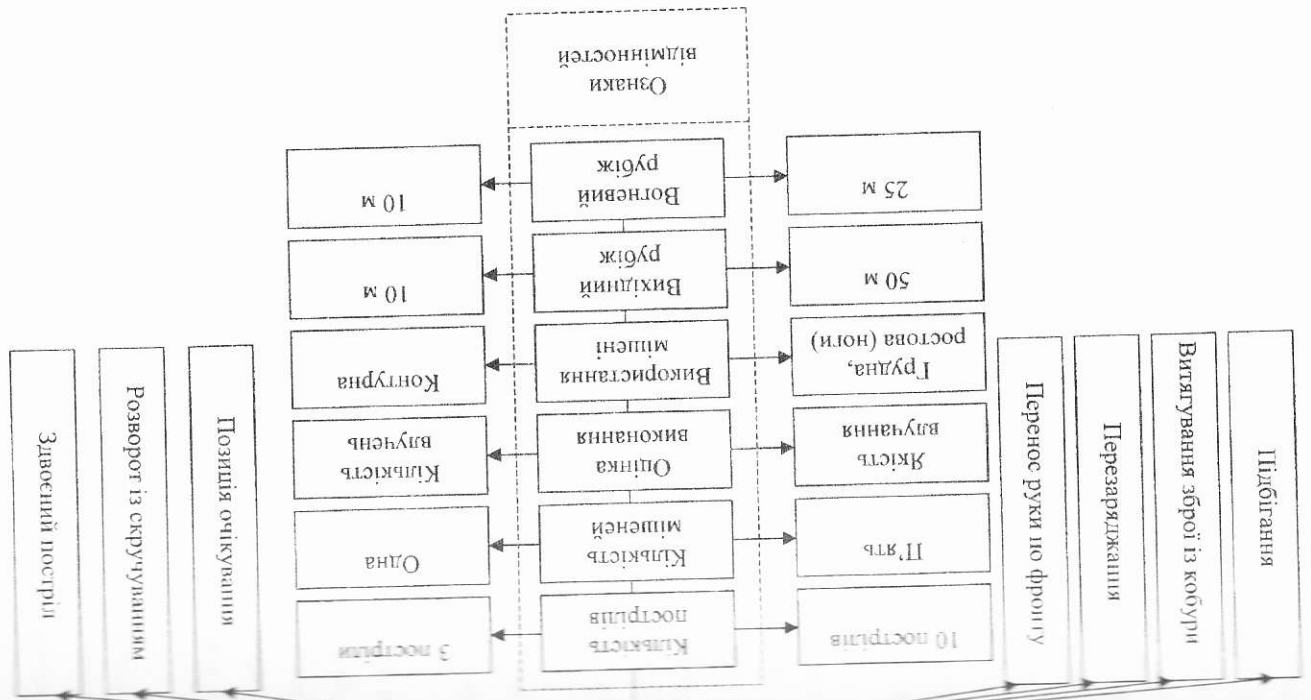 Підбігання
Витягування зброї із кобури
Перезаряджання
Перенос руки по фронту
10 пострілів
Кількість
пострілів
3 постріли
П'ять
Кількість
мішеней
Одна
Якість
влучання
Оцінка
виконання
Кількість
влучень
Грудна,
ростова (ноги)
Використання
мішені
Контурна
50 м
Вихідний
рубіж
10 м
25 м
Вогневий
рубіж
10 м
Ознаки
відмінностей
Позиція очікування
Розворот із скручуванням
Здвоєний постріл